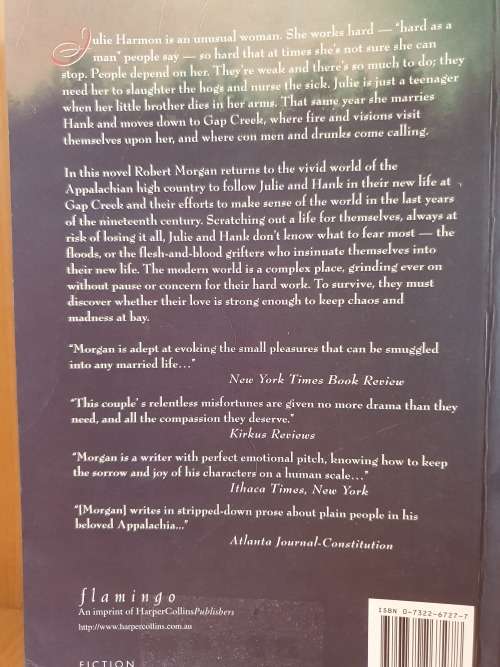 Julie Harmon is an unusual woman. She works hard — "hard as a
man" people say — so hard that at times she's not sure she can
stop. People depend on her. They're weak and there's so much to do; they
need her to slaughter the hogs and nurse the sick. Julie is just a teenager
when her little brother dies in her arms. That same year she marries
Hank and moves down to Gap Creek, where fire and visions visit
themselves upon her, and where con men and drunks come calling.
In this novel Robert Morgan returns to the vivid world of the
Appalachian high country to follow Julie and Hank in their new life at
Gap Creek and their efforts to make sense of the world in the last years
of the nineteenth century. Scratching out a life for themselves, always at
risk of losing it all, Julie and Hank don't know what to fear most — the
floods, or the flesh-and-blood grifters who insinuate themselves into
their new life. The modern world is a complex place, grinding ever on
without pause or concern for their hard work. To survive, they must
discover whether their love is strong enough to keep chaos and
madness at bay.
"Morgan is adept at evoking the small pleasures that can be smuggled
into any married life…"
New York Times Book Review
"This couple's relentless misfortunes are given no more drama than they
need, and all the compassion they deserve."
Kirkus Reviews
"Morgan is a writer with perfect emotional pitch, knowing how to keep
the sorrow and joy of his characters on a human scale…"
Ithaca Times, New York
"[Morgan] writes in stripped-down prose about plain people in his
beloved Appalachia..."
Atlanta Journal-Constitution
flamingo
An imprint of HarperCollinsPublishers
http://www.harpercollins.com.au
ISBN 0-7322-6727-7
FICTION